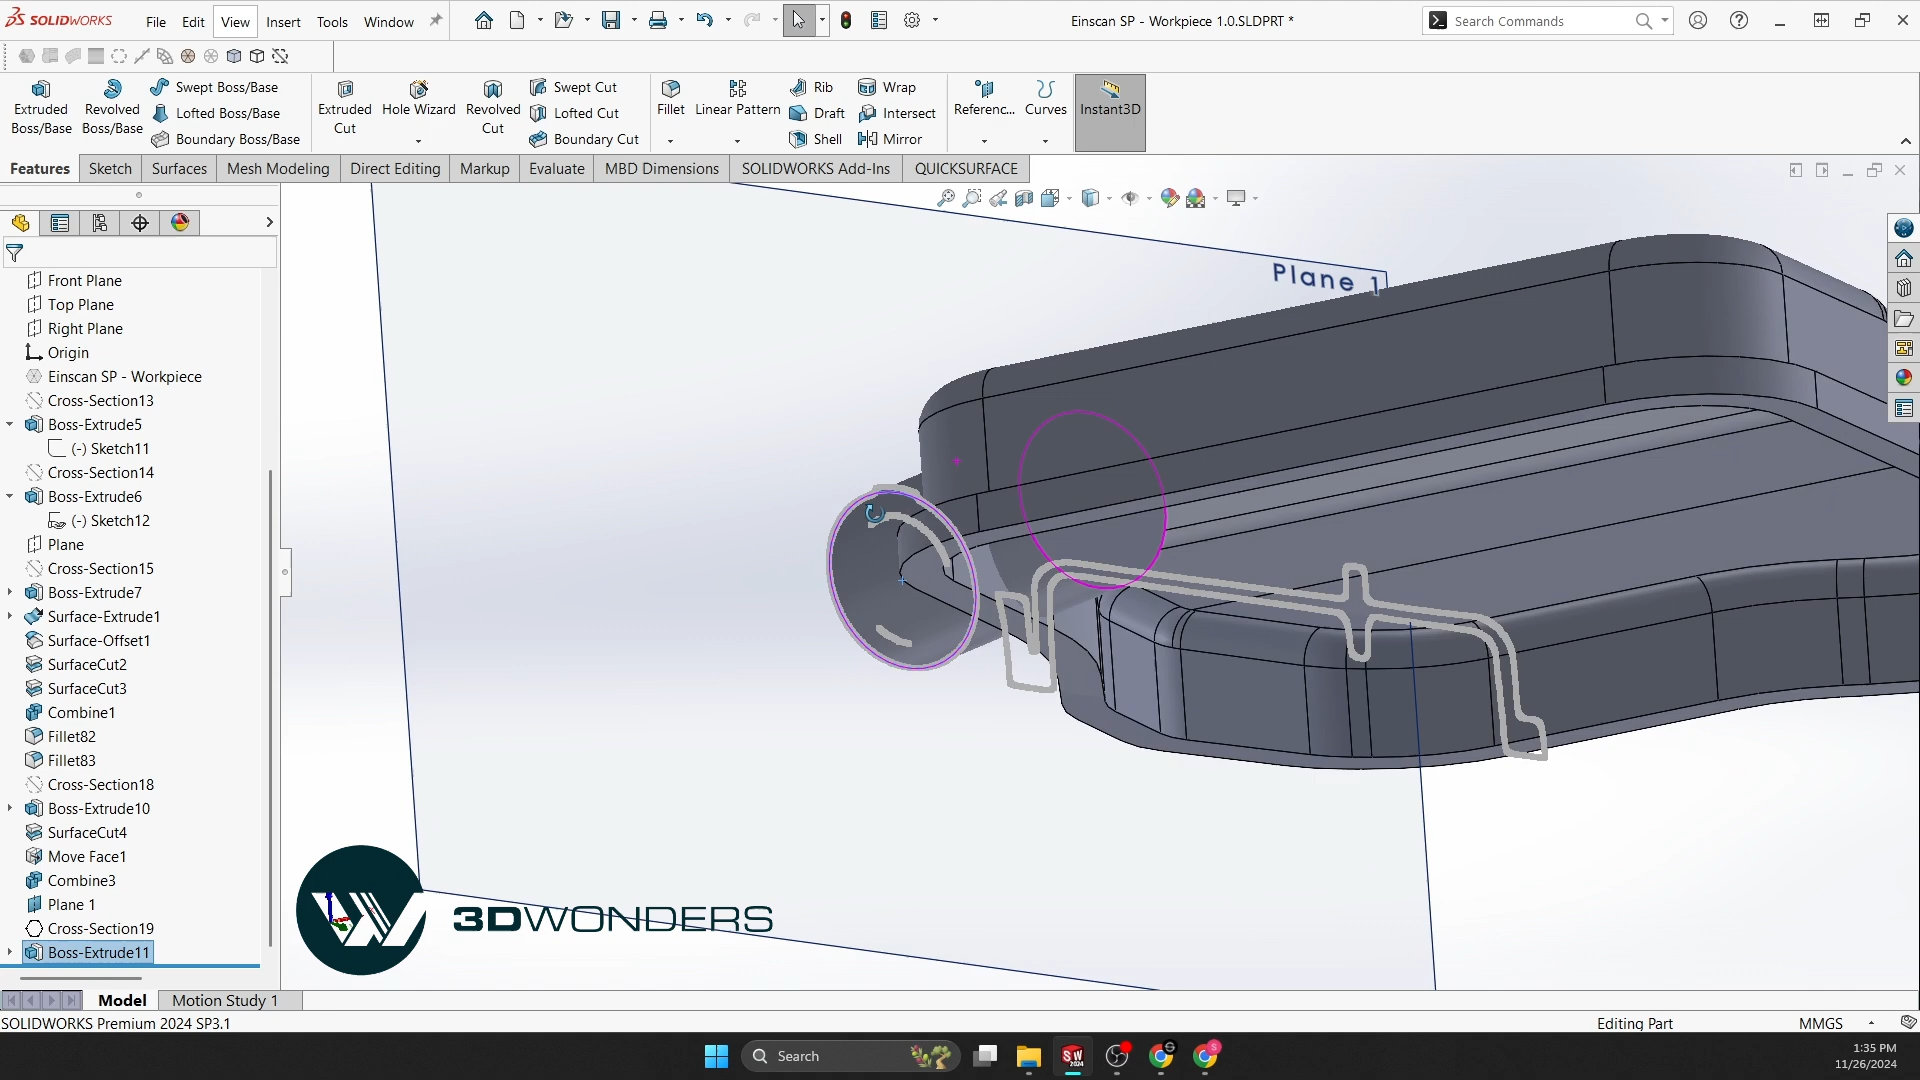 SOLIDWORKS
File Edit View Insert Tools Window
Einscan SP - Workpiece 1.0.SLDPRT *
Search Commands
Extruded Boss/Base
Revolved Boss/Base
Swept Boss/Base
Lofted Boss/Base
Boundary Boss/Base
Extruded Cut
Hole Wizard
Revolved Cut
Swept Cut
Lofted Cut
Boundary Cut
Fillet
Linear Pattern
Rib
Draft
Shell
Wrap
Intersect
Mirror
Referenc...
Curves
Instant3D
Features Sketch Surfaces Mesh Modeling Direct Editing Markup Evaluate MBD Dimensions SOLIDWORKS Add-Ins QUICKSURFACE
Front Plane
Top Plane
Right Plane
Origin
Einscan SP - Workpiece
Cross-Section13
Boss-Extrude5
(-) Sketch11
Cross-Section14
Boss-Extrude6
(-) Sketch12
Plane
Cross-Section15
Boss-Extrude7
Surface-Extrude1
Surface-Offset1
SurfaceCut2
SurfaceCut3
Combine1
Fillet82
Fillet83
Cross-Section18
Boss-Extrude10
SurfaceCut4
Move Face1
Combine3
Plane 1
Cross-Section19
Boss-Extrude11
Plane 1
3DWONDERS
Model Motion Study 1
SOLIDWORKS Premium 2024 SP3.1
Editing Part
MMGS
Search
SW
2024
S
S
1:35 PM
11/26/2024